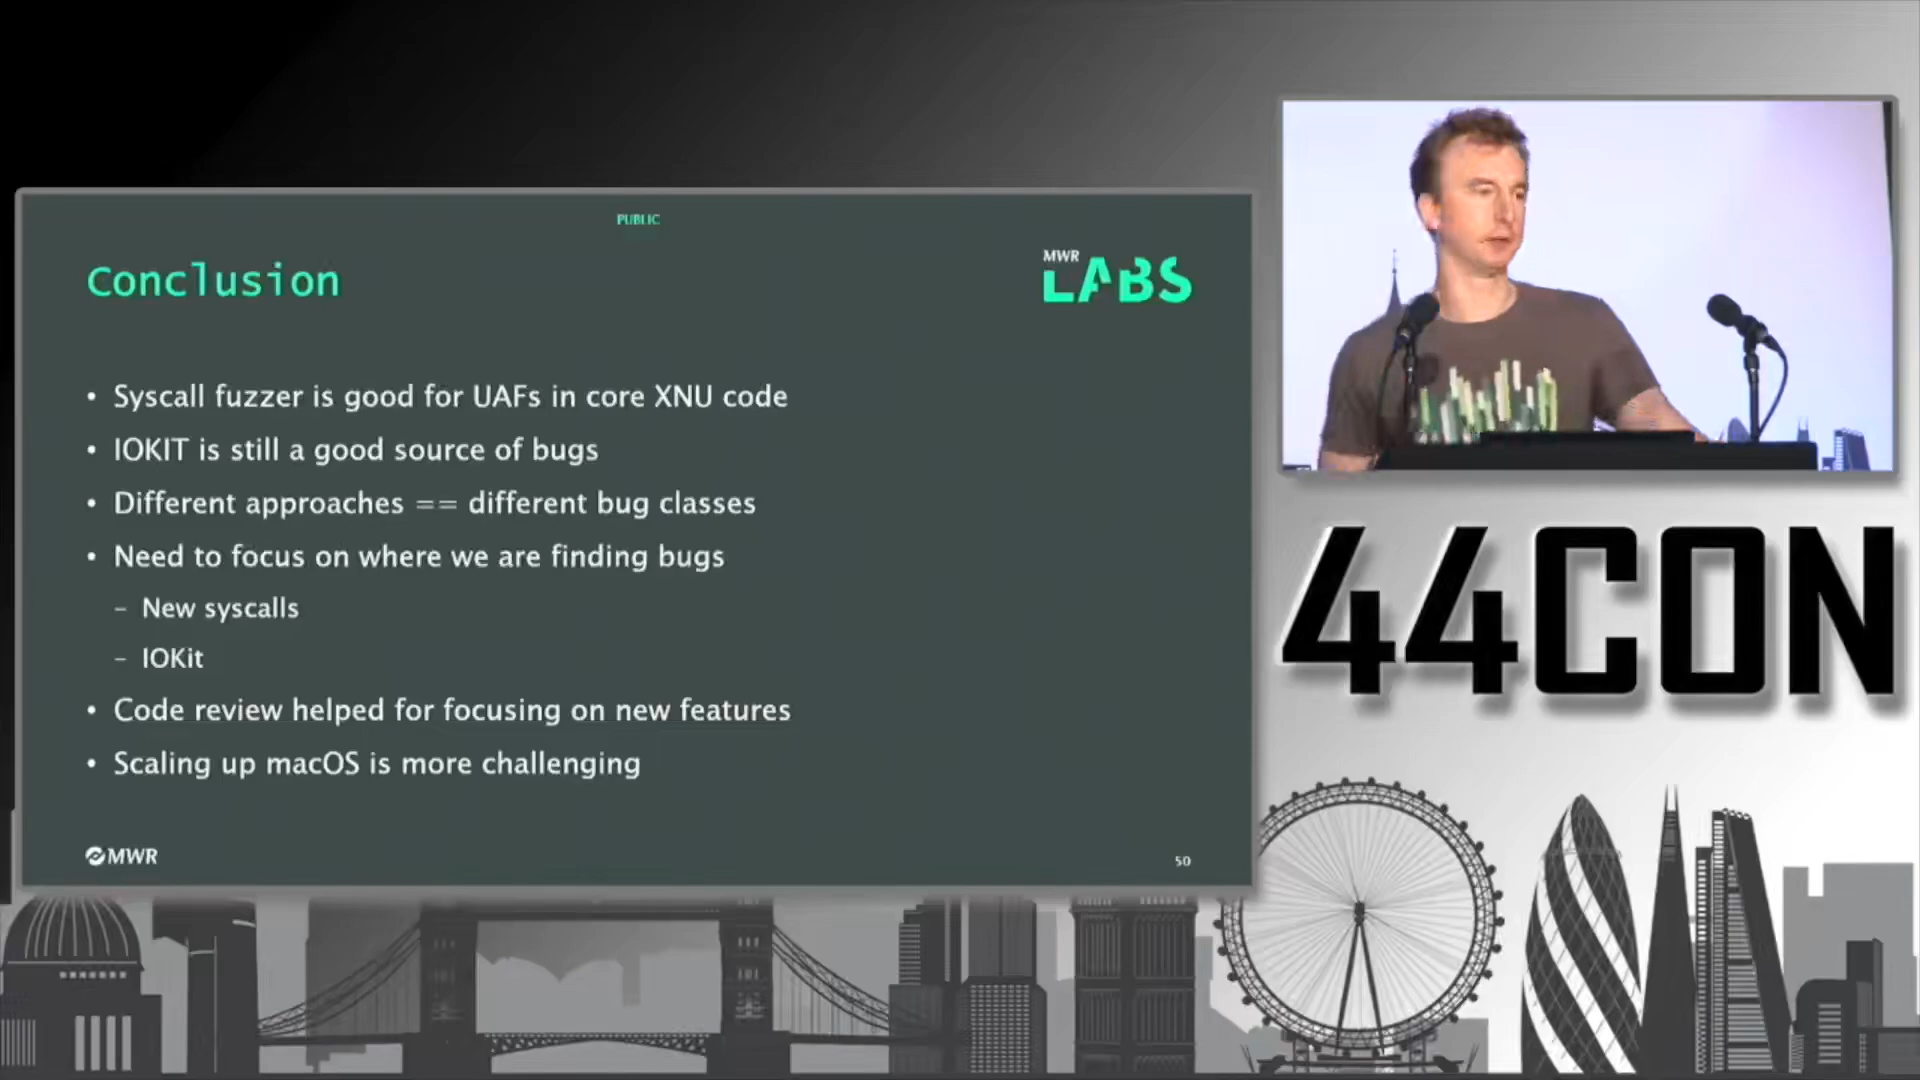 PUBLIC
Conclusion
MWR
LABS
• Syscall fuzzer is good for UAFs in core XNU code
• IOKIT is still a good source of bugs
• Different approaches == different bug classes
• Need to focus on where we are finding bugs
– New syscalls
– IOKit
• Code review helped for focusing on new features
• Scaling up macOS is more challenging
MWR
50
44CON